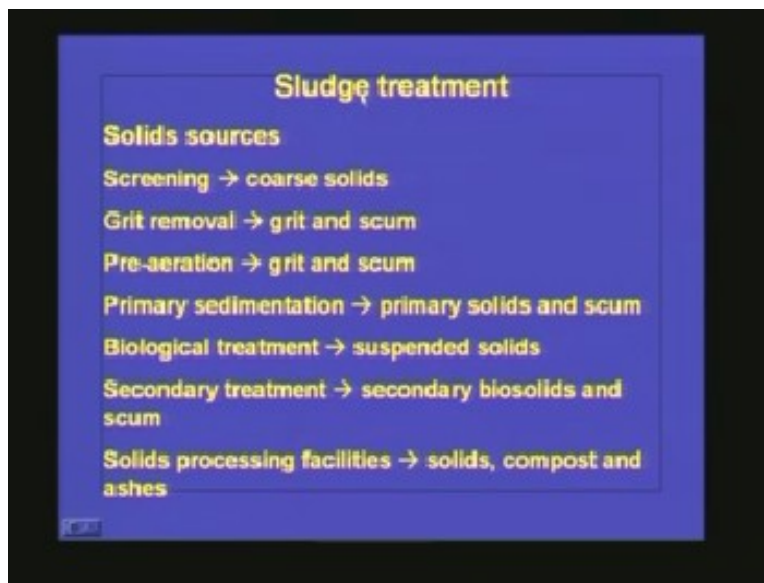 Sludge treatment
Solids sources
Screening → coarse solids
Grit removal → grit and scum
Pre-aeration → grit and scum
Primary sedimentation → primary solids and scum
Biological treatment → suspended solids
Secondary treatment → secondary biosolids and
scum
Solids processing facilities → solids, compost and
ashes